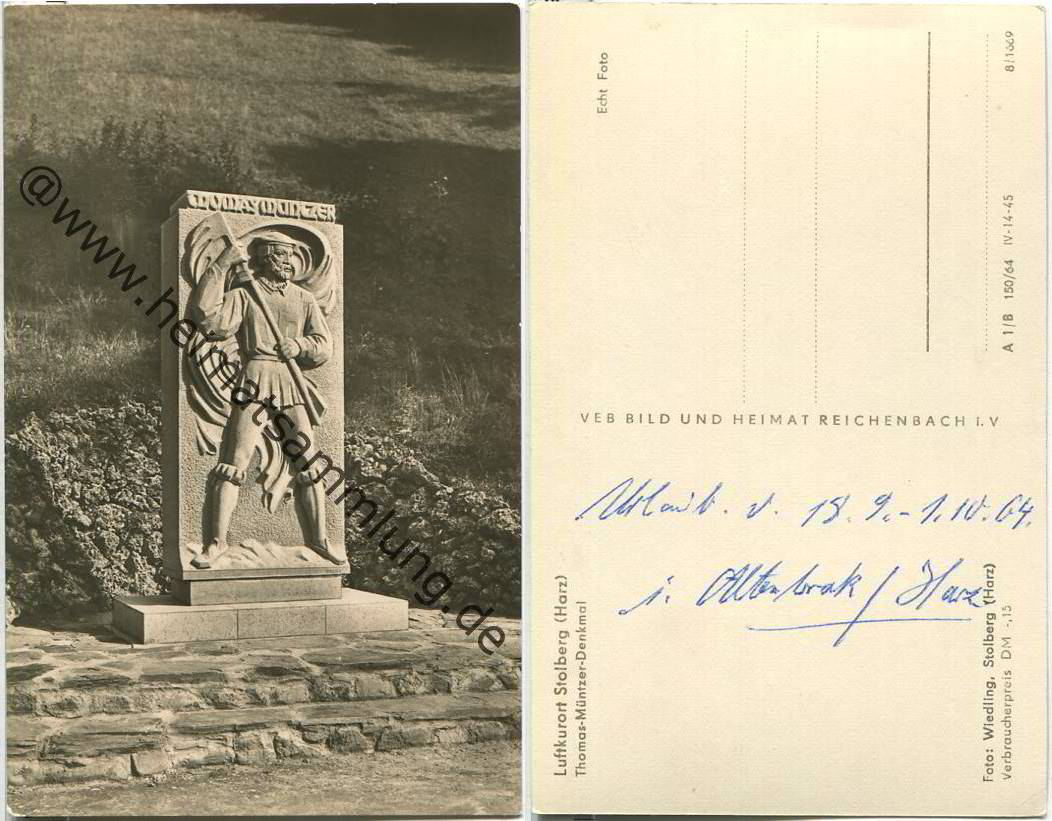 THOMAS MÜNTZER
@www.heimatsammlung.de
Echt Foto
8/1669
A 1/B 150/64 IV-14-45
VEB BILD UND HEIMAT REICHENBACH i. V
Urlaub. v. 18. 9. - 1. 10. 64.
i. Altenbrak / Harz
Luftkurort Stolberg (Harz)
Thomas-Müntzer-Denkmal
Foto: Wiedling, Stolberg (Harz)
Verbraucherpreis DM -,15